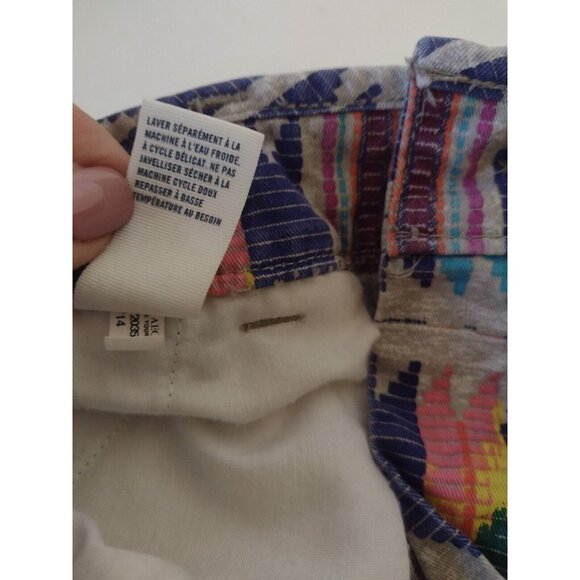 LAVER SÉPARÉMENT À LA
MACHINE À L'EAU FROIDE,
À CYCLE DÉLICAT. NE PAS
JAVELLISER SÉCHER À LA
MACHINE CYCLE DOUX
REPASSER À BASSE
TEMPÉRATURE AU BESOIN
2035
14